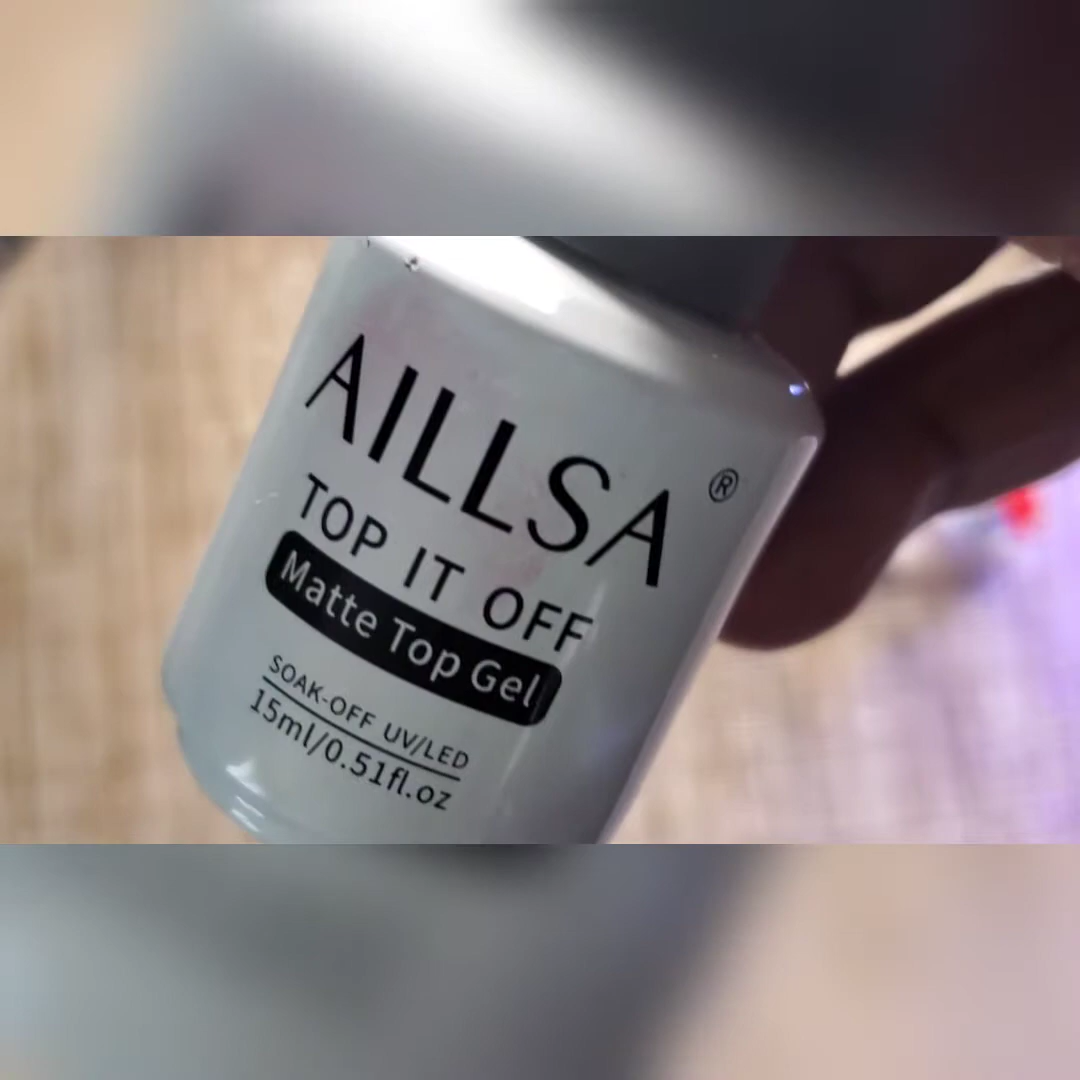 AILLSA ®
TOP IT OFF
Matte Top Gel
SOAK-OFF UV/LED
15ml/0.51fl.oz